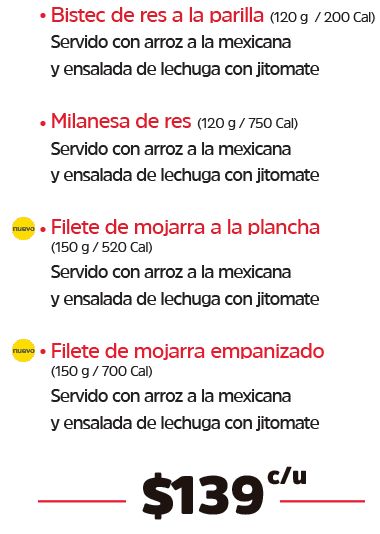 • Bistec de res a la parilla (120 g / 200 Cal)
Servido con arroz a la mexicana
y ensalada de lechuga con jitomate
• Milanesa de res (120 g / 750 Cal)
Servido con arroz a la mexicana
y ensalada de lechuga con jitomate
nuevo • Filete de mojarra a la plancha
(150 g / 520 Cal)
Servido con arroz a la mexicana
y ensalada de lechuga con jitomate
nuevo • Filete de mojarra empanizado
(150 g / 700 Cal)
Servido con arroz a la mexicana
y ensalada de lechuga con jitomate
$139 c/u